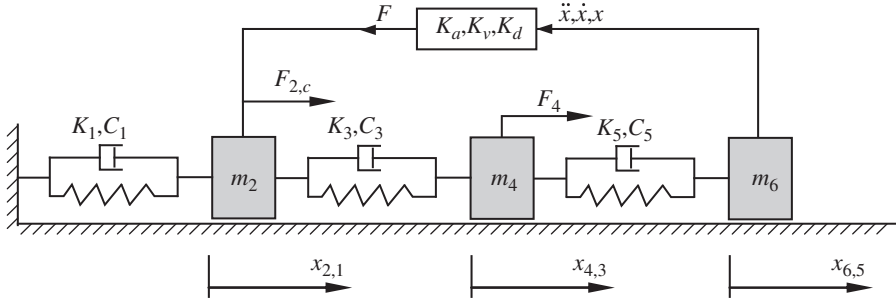 F
K_a,K_v,K_d
ẍ,ẋ,x
F_{2,c}
F_4
K_1,C_1
K_3,C_3
K_5,C_5
m_2
m_4
m_6
x_{2,1}
x_{4,3}
x_{6,5}